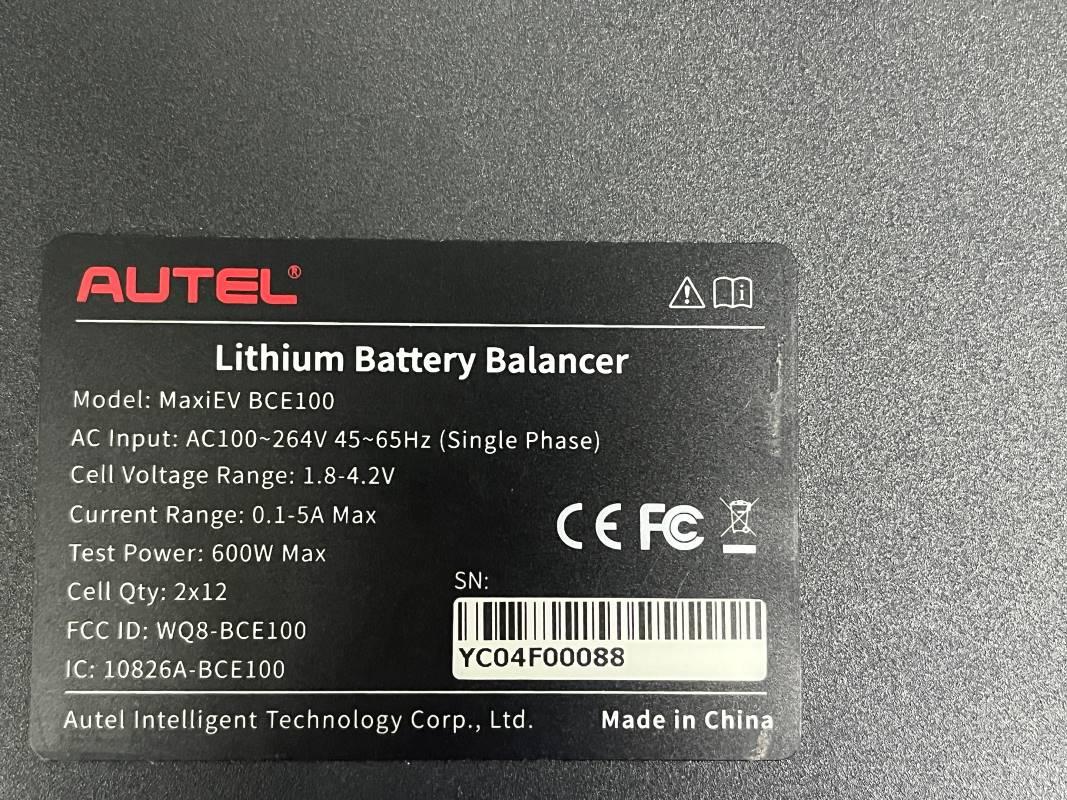 AUTEL®
Lithium Battery Balancer
Model: MaxiEV BCE100
AC Input: AC100~264V 45~65Hz (Single Phase)
Cell Voltage Range: 1.8-4.2V
Current Range: 0.1-5A Max
Test Power: 600W Max
Cell Qty: 2x12
FCC ID: WQ8-BCE100
IC: 10826A-BCE100
CE FC
SN:
YC04F00088
Autel Intelligent Technology Corp., Ltd. Made in China